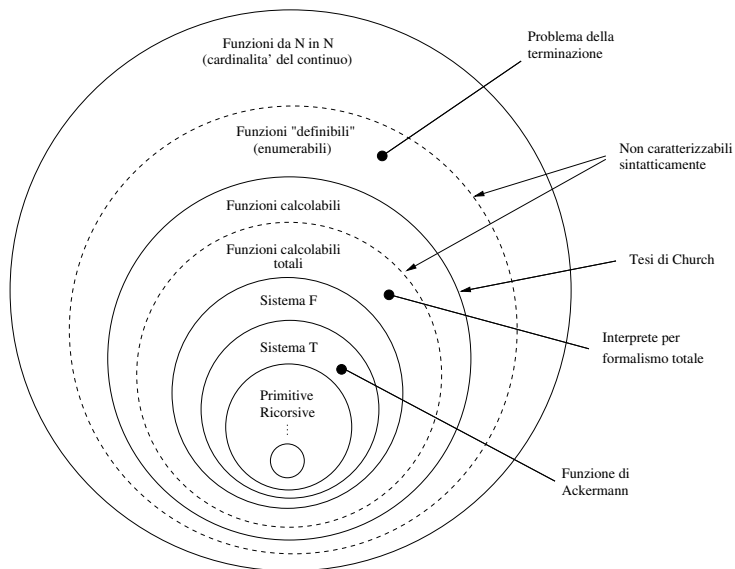 Funzioni da N in N
(cardinalita' del continuo)
Problema della
terminazione
Funzioni "definibili"
(enumerabili)
Non caratterizzabili
sintatticamente
Funzioni calcolabili
Funzioni calcolabili
totali
Tesi di Church
Sistema F
Interprete per
formalismo totale
Sistema T
Primitive
Ricorsive
Funzione di
Ackermann